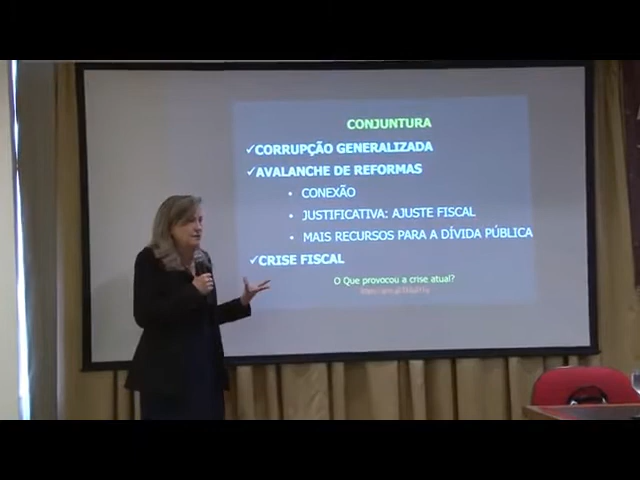 CONJUNTURA
✓CORRUPÇÃO GENERALIZADA
✓AVALANCHE DE REFORMAS
• CONEXÃO
• JUSTIFICATIVA: AJUSTE FISCAL
• MAIS RECURSOS PARA A DÍVIDA PÚBLICA
✓CRISE FISCAL
O Que provocou a crise atual?